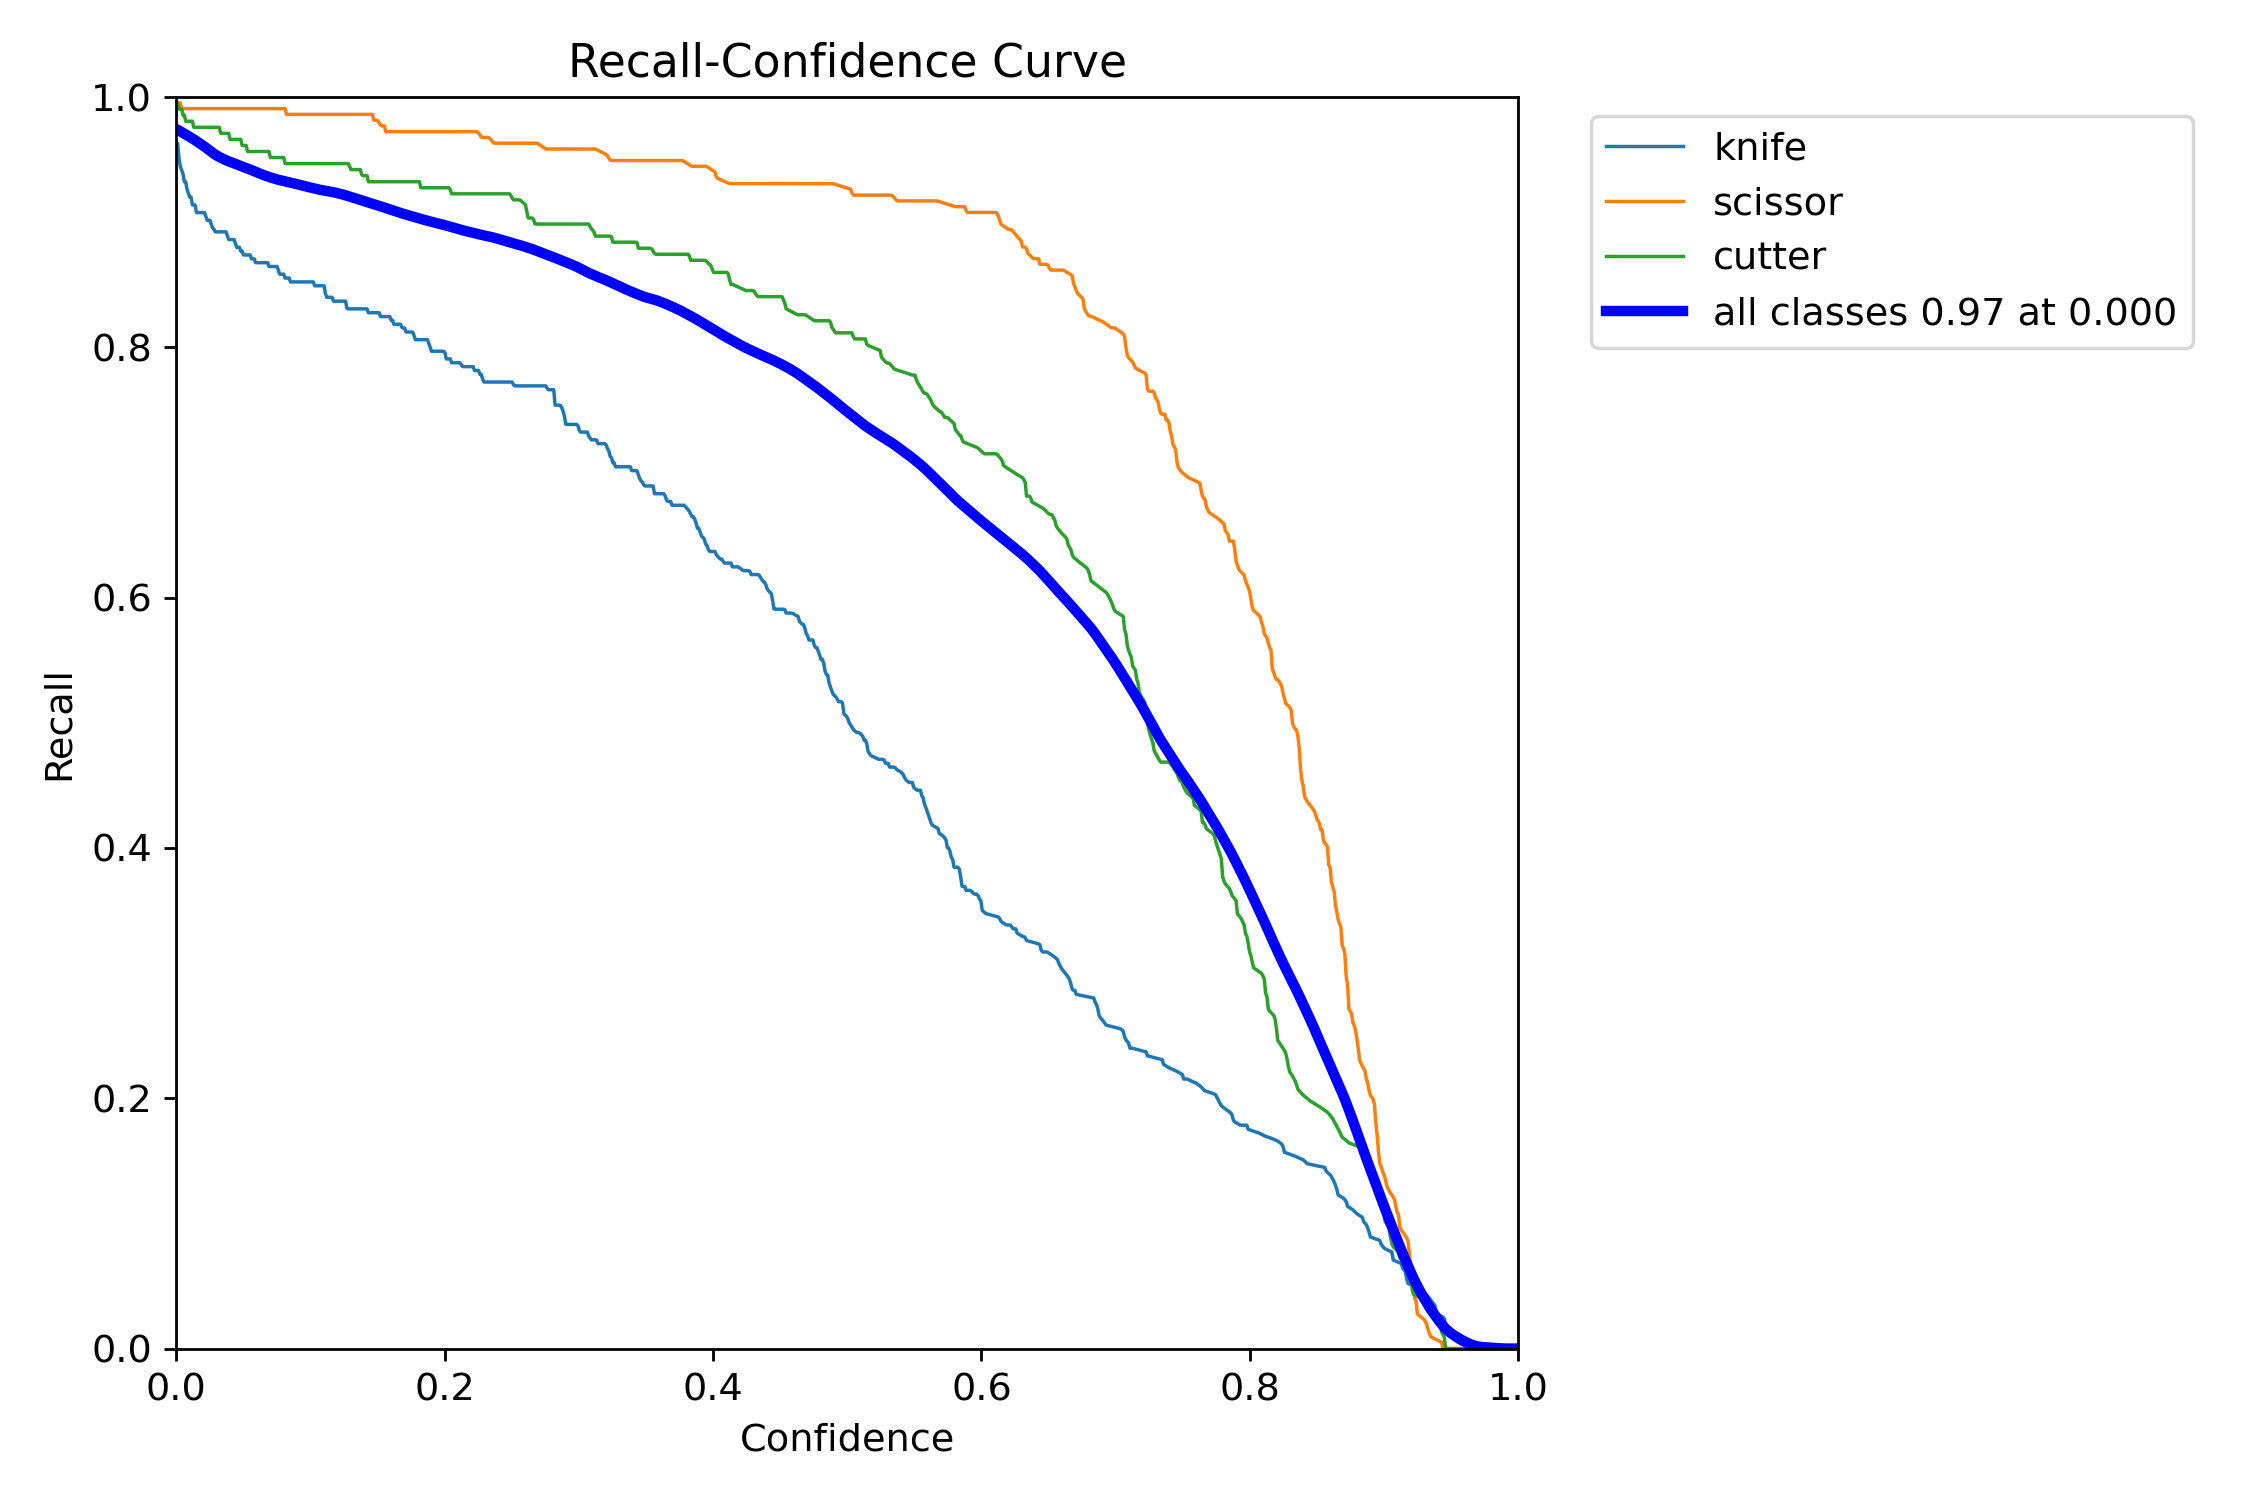 Recall-Confidence Curve
1.0
0.8
0.6
0.4
0.2
0.0
Recall
0.0 0.2 0.4 0.6 0.8 1.0
Confidence
knife
scissor
cutter
all classes 0.97 at 0.000